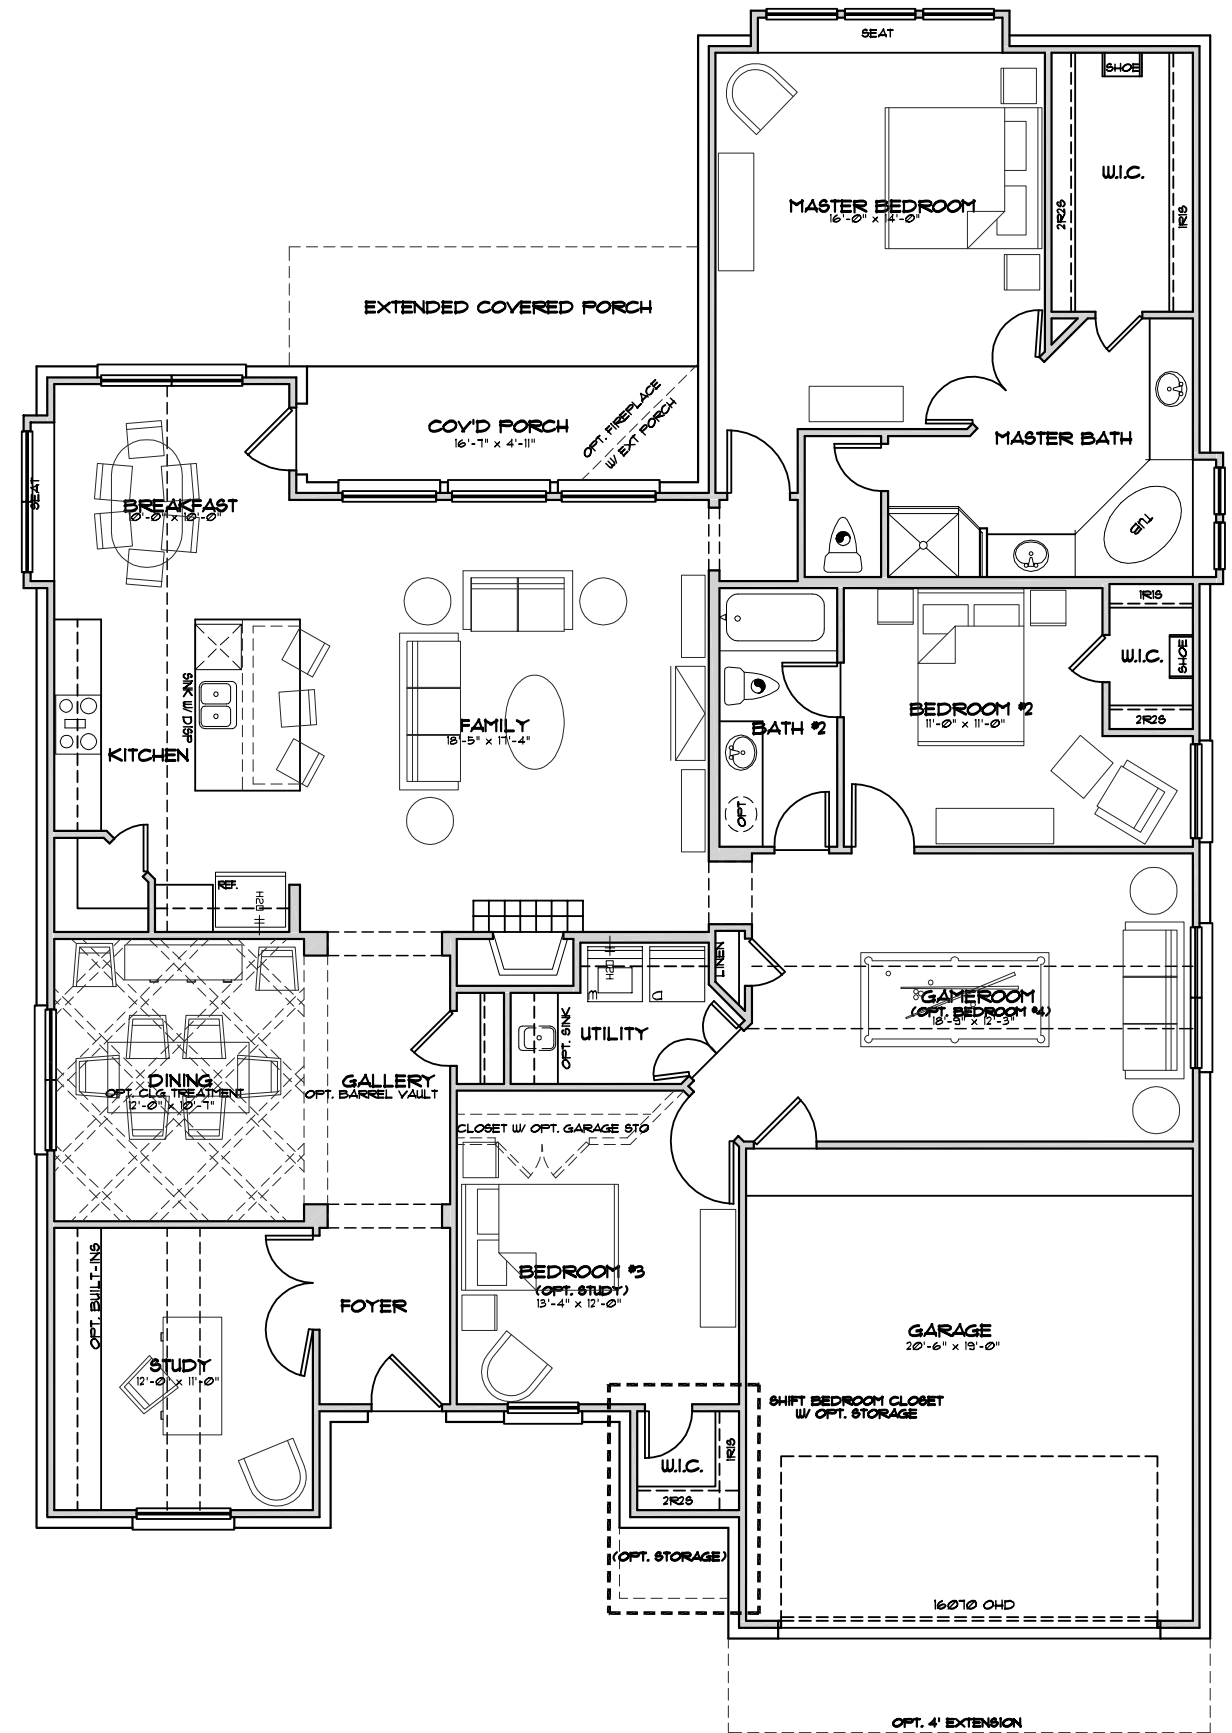 SEAT
SHOE
W.I.C.
MASTER BEDROOM
16'-0" x 14'-0"
2R2S
1R1S
EXTENDED COVERED PORCH
OPT. FIREPLACE
W/ EXT PORCH
COV'D PORCH
16'-7" x 4'-11"
MASTER BATH
SEAT
BREAKFAST
10'-0" x 10'-0"
TUB
1R1S
W.I.C.
SHOE
2R2S
SINK W/ DISP
KITCHEN
FAMILY
18'-5" x 17'-4"
BATH #2
BEDROOM #2
11'-0" x 11'-0"
OPT
REF.
H2O
H2O
LINEN
W
D
OPT. SINK
UTILITY
GAMEROOM
(OPT. BEDROOM #4)
18'-9" x 12'-3"
DINING
OPT. CLG TREATMENT
12'-0" x 10'-7"
GALLERY
OPT. BARREL VAULT
CLOSET W/ OPT. GARAGE STO
OPT. BUILT-INS
FOYER
BEDROOM #3
(OPT. STUDY)
13'-4" x 12'-0"
GARAGE
20'-6" x 19'-0"
STUDY
12'-0" x 11'-0"
SHIFT BEDROOM CLOSET
W/ OPT. STORAGE
W.I.C.
1R1S
2R2S
(OPT. STORAGE)
16070 OHD
OPT. 4' EXTENSION